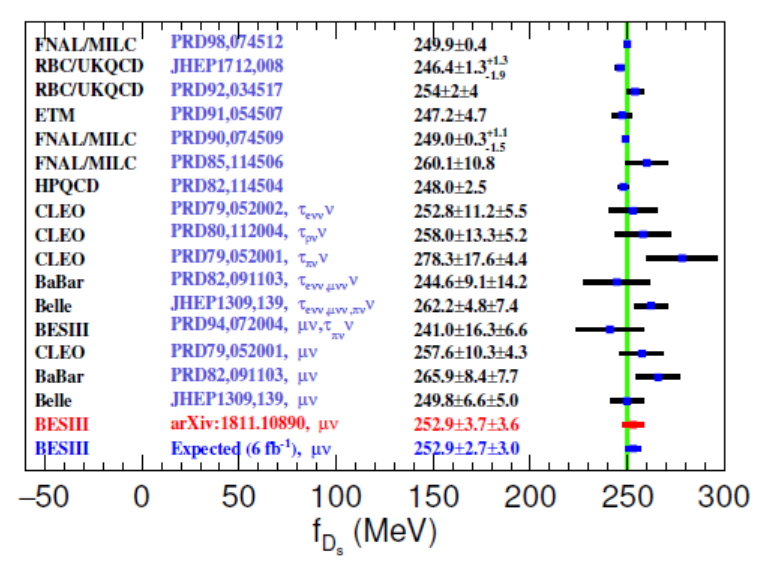 FNAL/MILC PRD98,074512 249.9±0.4
RBC/UKQCD JHEP1712,008 246.4±1.3+1.3-1.9
RBC/UKQCD PRD92,034517 254±2±4
ETM PRD91,054507 247.2±4.7
FNAL/MILC PRD90,074509 249.0±0.3+1.1-1.5
FNAL/MILC PRD85,114506 260.1±10.8
HPQCD PRD82,114504 248.0±2.5
CLEO PRD79,052002, τeννν 252.8±11.2±5.5
CLEO PRD80,112004, τρνν 258.0±13.3±5.2
CLEO PRD79,052001, τπνν 278.3±17.6±4.4
BaBar PRD82,091103, τeνν,μννν 244.6±9.1±14.2
Belle JHEP1309,139, τeνν,μνν,πνν 262.2±4.8±7.4
BESIII PRD94,072004, μν,τπνν 241.0±16.3±6.6
CLEO PRD79,052001, μν 257.6±10.3±4.3
BaBar PRD82,091103, μν 265.9±8.4±7.7
Belle JHEP1309,139, μν 249.8±6.6±5.0
BESIII arXiv:1811.10890, μν 252.9±3.7±3.6
BESIII Expected (6 fb-1), μν 252.9±2.7±3.0
−50 0 50 100 150 200 250 300
fDs (MeV)